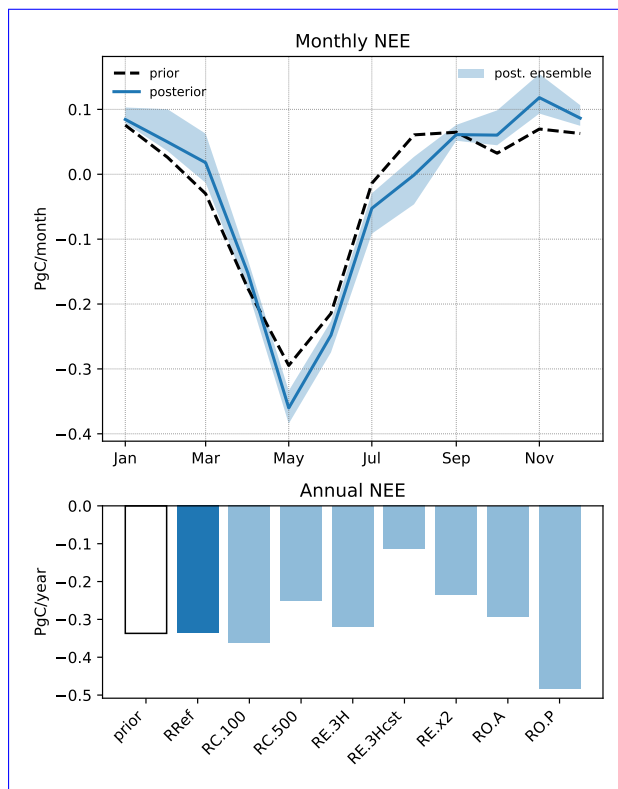 Monthly NEE
prior
posterior
post. ensemble
PgC/month
0.1
0.0
−0.1
−0.2
−0.3
−0.4
Jan Mar May Jul Sep Nov
Annual NEE
PgC/year
0.0
−0.1
−0.2
−0.3
−0.4
−0.5
prior RRef RC.100 RC.500 RE.3H RE.3Hcst RE.x2 RO.A RO.P